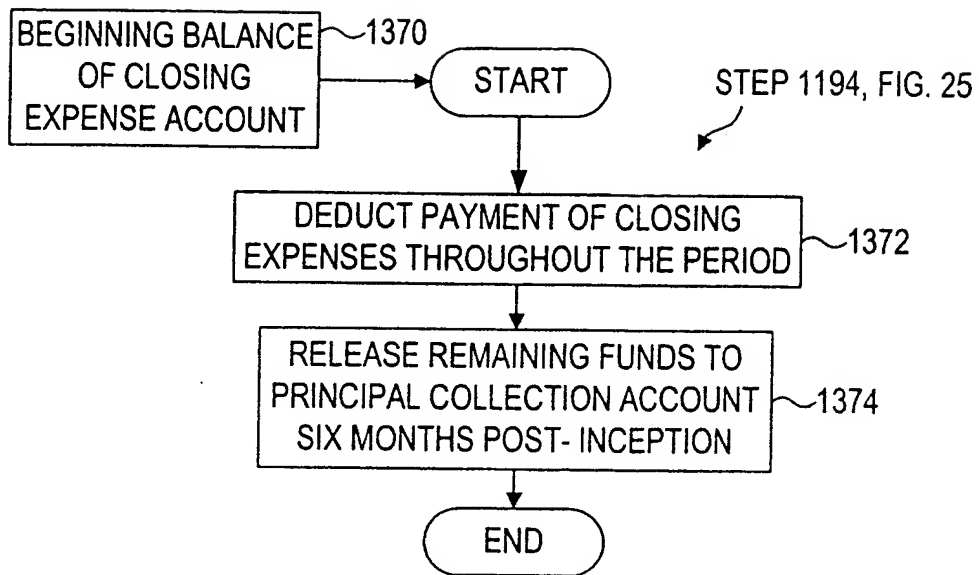 BEGINNING BALANCE
OF CLOSING
EXPENSE ACCOUNT
1370
START
STEP 1194, FIG. 25
DEDUCT PAYMENT OF CLOSING
EXPENSES THROUGHOUT THE PERIOD
1372
RELEASE REMAINING FUNDS TO
PRINCIPAL COLLECTION ACCOUNT
SIX MONTHS POST- INCEPTION
1374
END